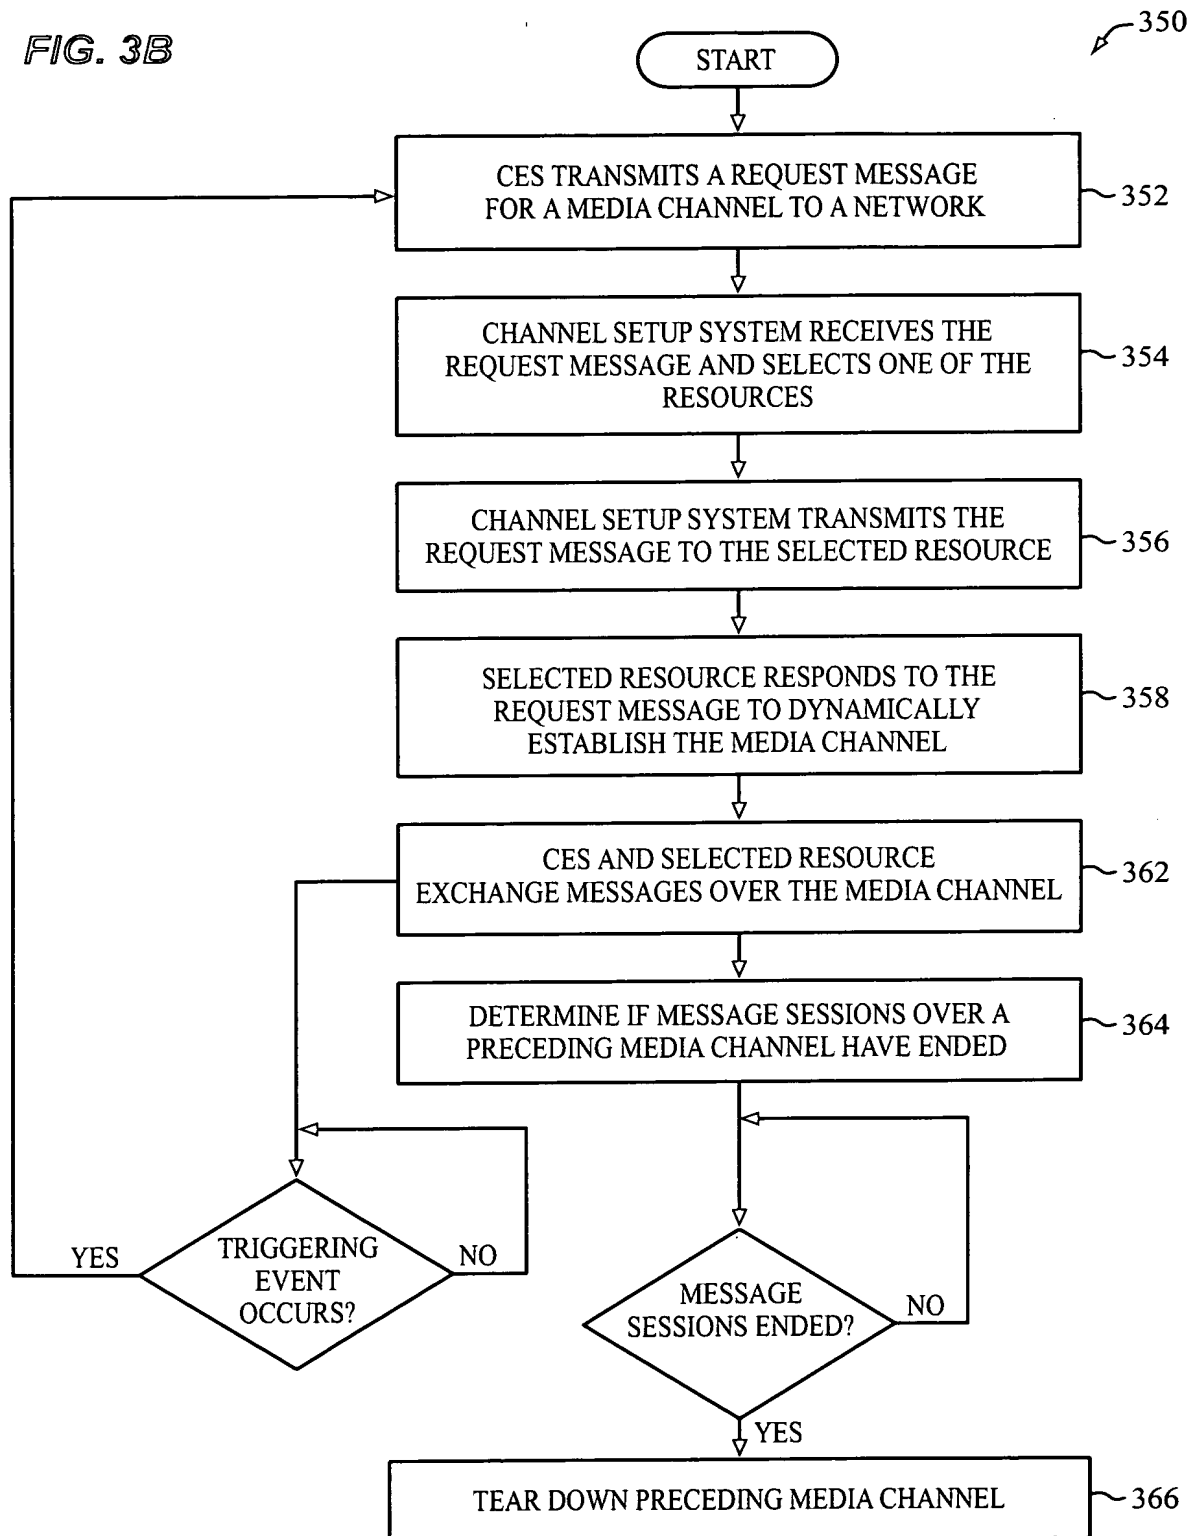 FIG. 3B
350
START
CES TRANSMITS A REQUEST MESSAGE
FOR A MEDIA CHANNEL TO A NETWORK
352
CHANNEL SETUP SYSTEM RECEIVES THE
REQUEST MESSAGE AND SELECTS ONE OF THE
RESOURCES
354
CHANNEL SETUP SYSTEM TRANSMITS THE
REQUEST MESSAGE TO THE SELECTED RESOURCE
356
SELECTED RESOURCE RESPONDS TO THE
REQUEST MESSAGE TO DYNAMICALLY
ESTABLISH THE MEDIA CHANNEL
358
CES AND SELECTED RESOURCE
EXCHANGE MESSAGES OVER THE MEDIA CHANNEL
362
DETERMINE IF MESSAGE SESSIONS OVER A
PRECEDING MEDIA CHANNEL HAVE ENDED
364
YES
TRIGGERING
EVENT
OCCURS?
NO
MESSAGE
SESSIONS ENDED?
NO
YES
TEAR DOWN PRECEDING MEDIA CHANNEL
366